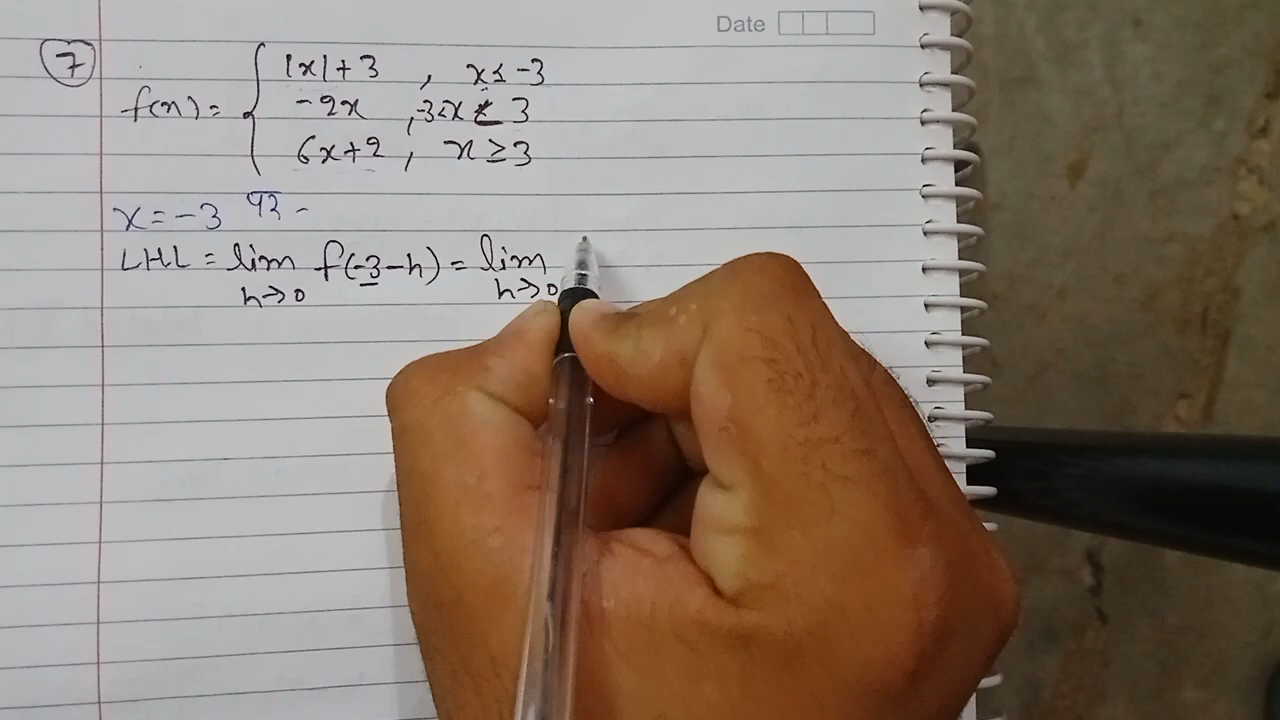 Date
7
|x|+3 , x ≤ -3
f(x) = { -2x , -3<x < 3
6x+2 , x ≥ 3
x = -3 पर -
LHL = lim h→0 f(-3-h) = lim h→0